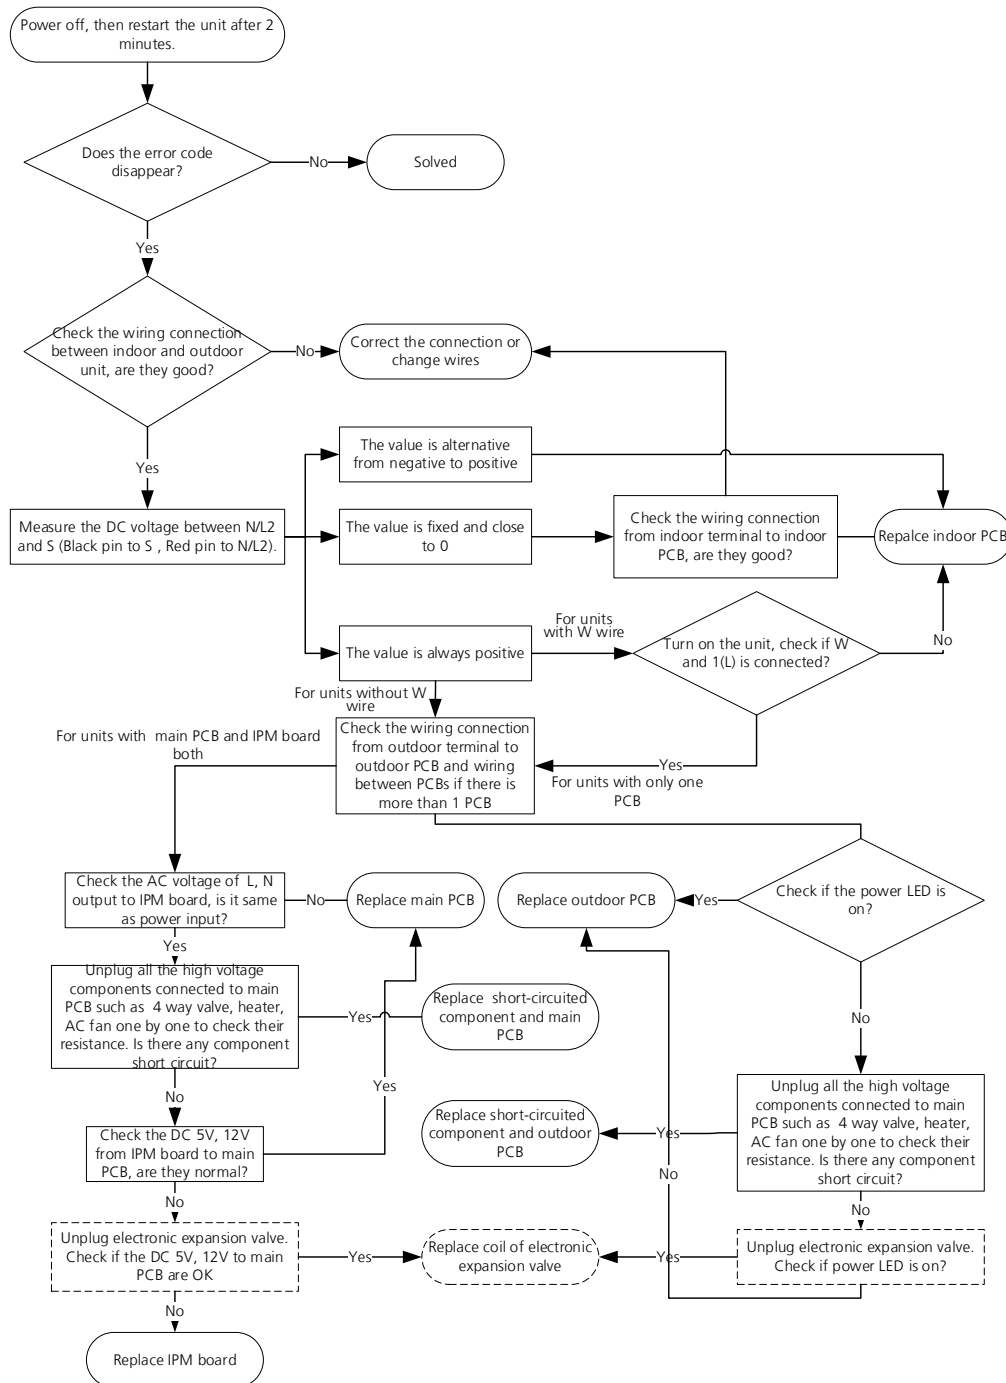 Power off, then restart the unit after 2
minutes.
Does the error code
disappear?
No
Solved
Yes
Check the wiring connection
between indoor and outdoor
unit, are they good?
No
Correct the connection or
change wires
Yes
The value is alternative
from negative to positive
Measure the DC voltage between N/L2
and S (Black pin to S , Red pin to N/L2).
The value is fixed and close
to 0
Check the wiring connection
from indoor terminal to indoor
PCB, are they good?
Repalce indoor PCB
The value is always positive
For units
with W wire
Turn on the unit, check if W
and 1(L) is connected?
No
For units without W
wire
For units with  main PCB and IPM board
both
Check the wiring connection
from outdoor terminal to
outdoor PCB and wiring
between PCBs if there is
more than 1 PCB
Yes
For units with only one
PCB
Check the AC voltage of  L, N
output to IPM board, is it same
as power input?
No
Replace main PCB
Replace outdoor PCB
Yes
Check if the power LED is
on?
Yes
Unplug all the high voltage
components connected to main
PCB such as  4 way valve, heater,
AC fan one by one to check their
resistance. Is there any component
short circuit?
Yes
Replace  short-circuited
component and main
PCB
No
Yes
No
Check the DC 5V, 12V
from IPM board to main
PCB, are they normal?
Replace short-circuited
component and outdoor
PCB
Yes
Unplug all the high voltage
components connected to main
PCB such as  4 way valve, heater,
AC fan one by one to check their
resistance. Is there any component
short circuit?
No
No
No
Unplug electronic expansion valve.
Check if the DC 5V, 12V to main
PCB are OK
Yes
Replace coil of electronic
expansion valve
Yes
Unplug electronic expansion valve.
Check if power LED is on?
No
Replace IPM board